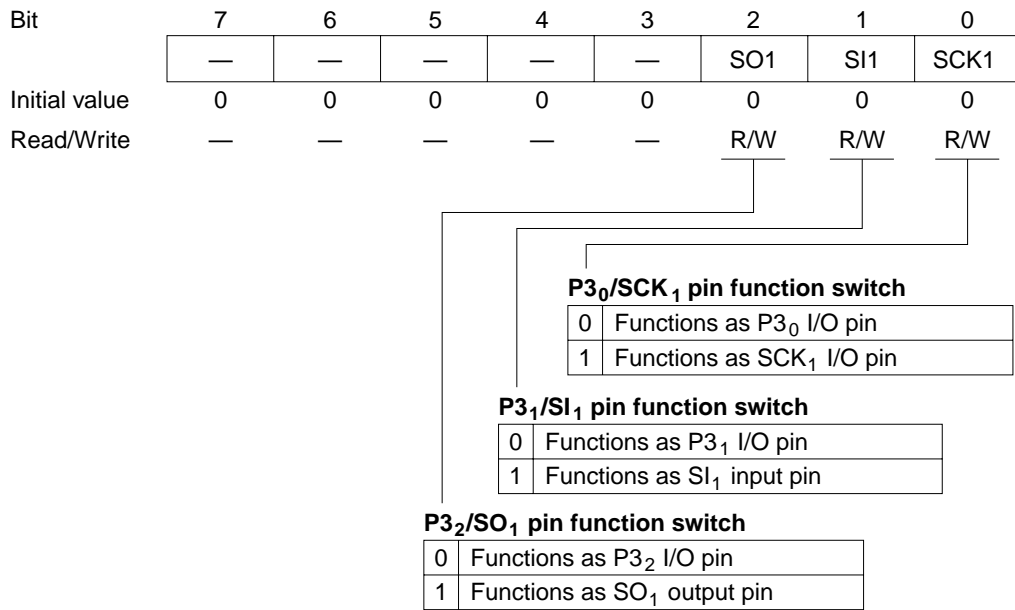 Bit 7 6 5 4 3 2 1 0
— — — — — SO1 SI1 SCK1
Initial value 0 0 0 0 0 0 0 0
Read/Write — — — — — R/W R/W R/W
P3₀/SCK₁ pin function switch
0 Functions as P3₀ I/O pin
1 Functions as SCK₁ I/O pin
P3₁/SI₁ pin function switch
0 Functions as P3₁ I/O pin
1 Functions as SI₁ input pin
P3₂/SO₁ pin function switch
0 Functions as P3₂ I/O pin
1 Functions as SO₁ output pin